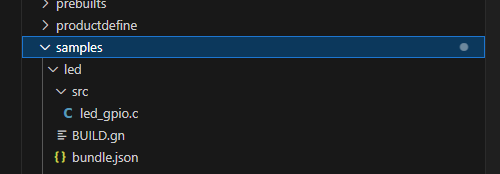 prebuilts
productdefine
samples
led
src
C led_gpio.c
BUILD.gn
{} bundle.json